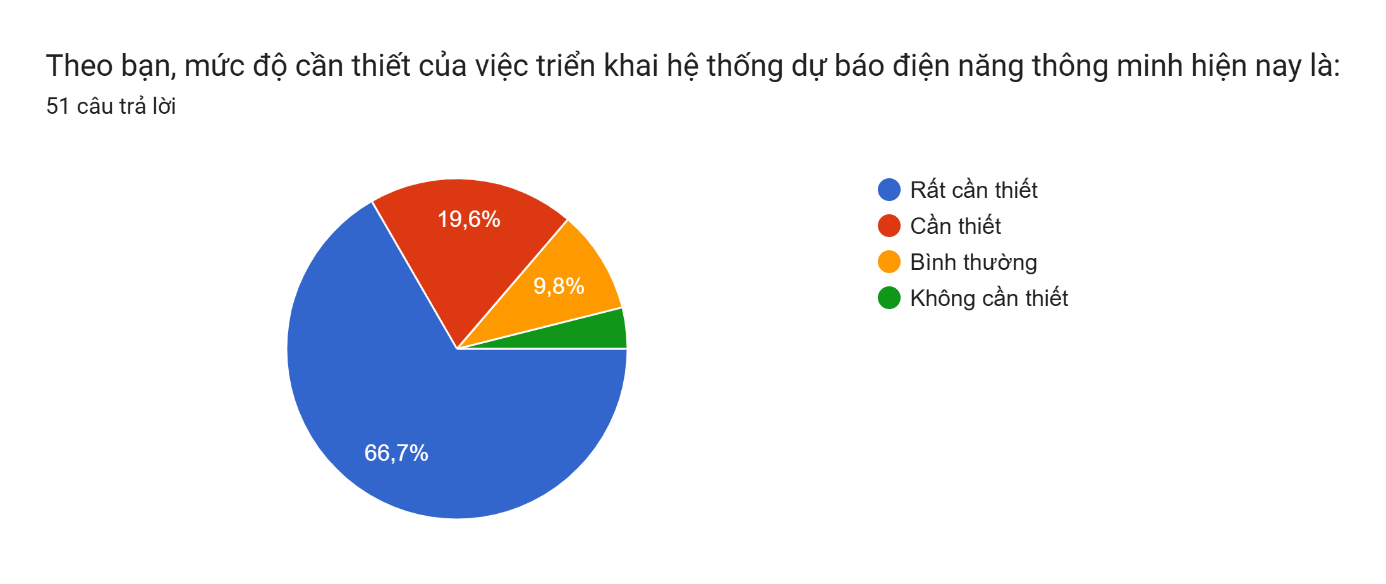 Theo bạn, mức độ cần thiết của việc triển khai hệ thống dự báo điện năng thông minh hiện nay là:
51 câu trả lời
Rất cần thiết
Cần thiết
Bình thường
Không cần thiết
19,6%
9,8%
66,7%